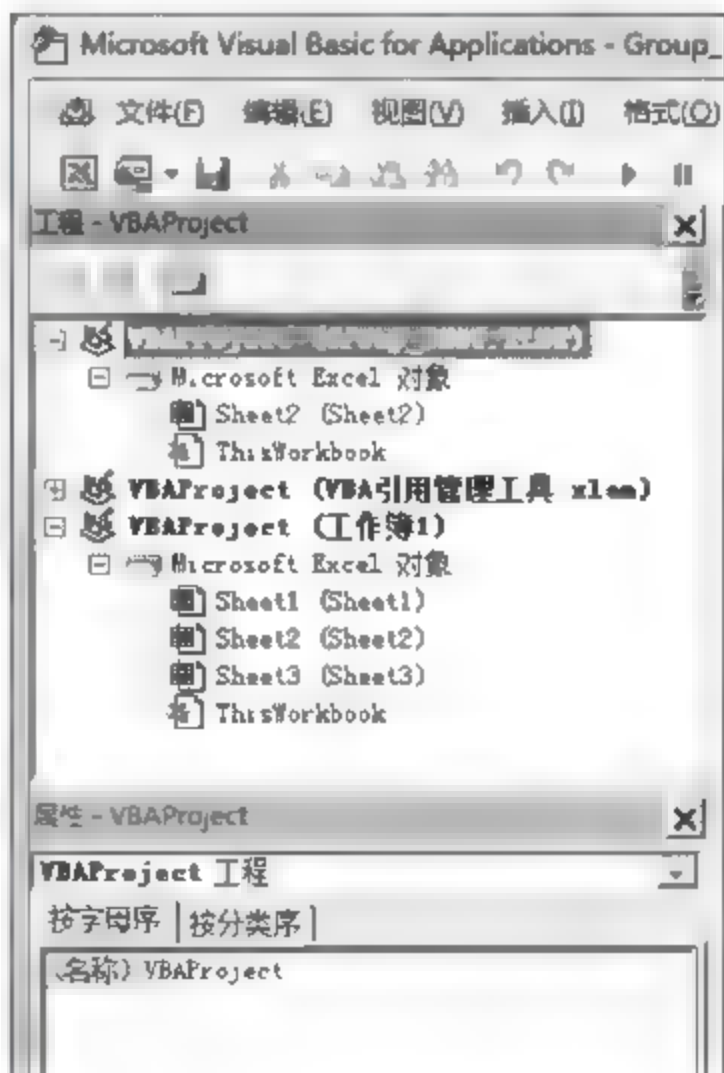 Microsoft Visual Basic for Applications - Group_
文件(F) 编辑(E) 视图(V) 插入(I) 格式(O)
工程 - VBAProject
Microsoft Excel 对象
Sheet2 (Sheet2)
ThisWorkbook
VBAProject (VBA引用管理工具 xlam)
VBAProject (工作簿1)
Microsoft Excel 对象
Sheet1 (Sheet1)
Sheet2 (Sheet2)
Sheet3 (Sheet3)
ThisWorkbook
属性 - VBAProject
VBAProject 工程
按字母序 按分类序
(名称) VBAProject